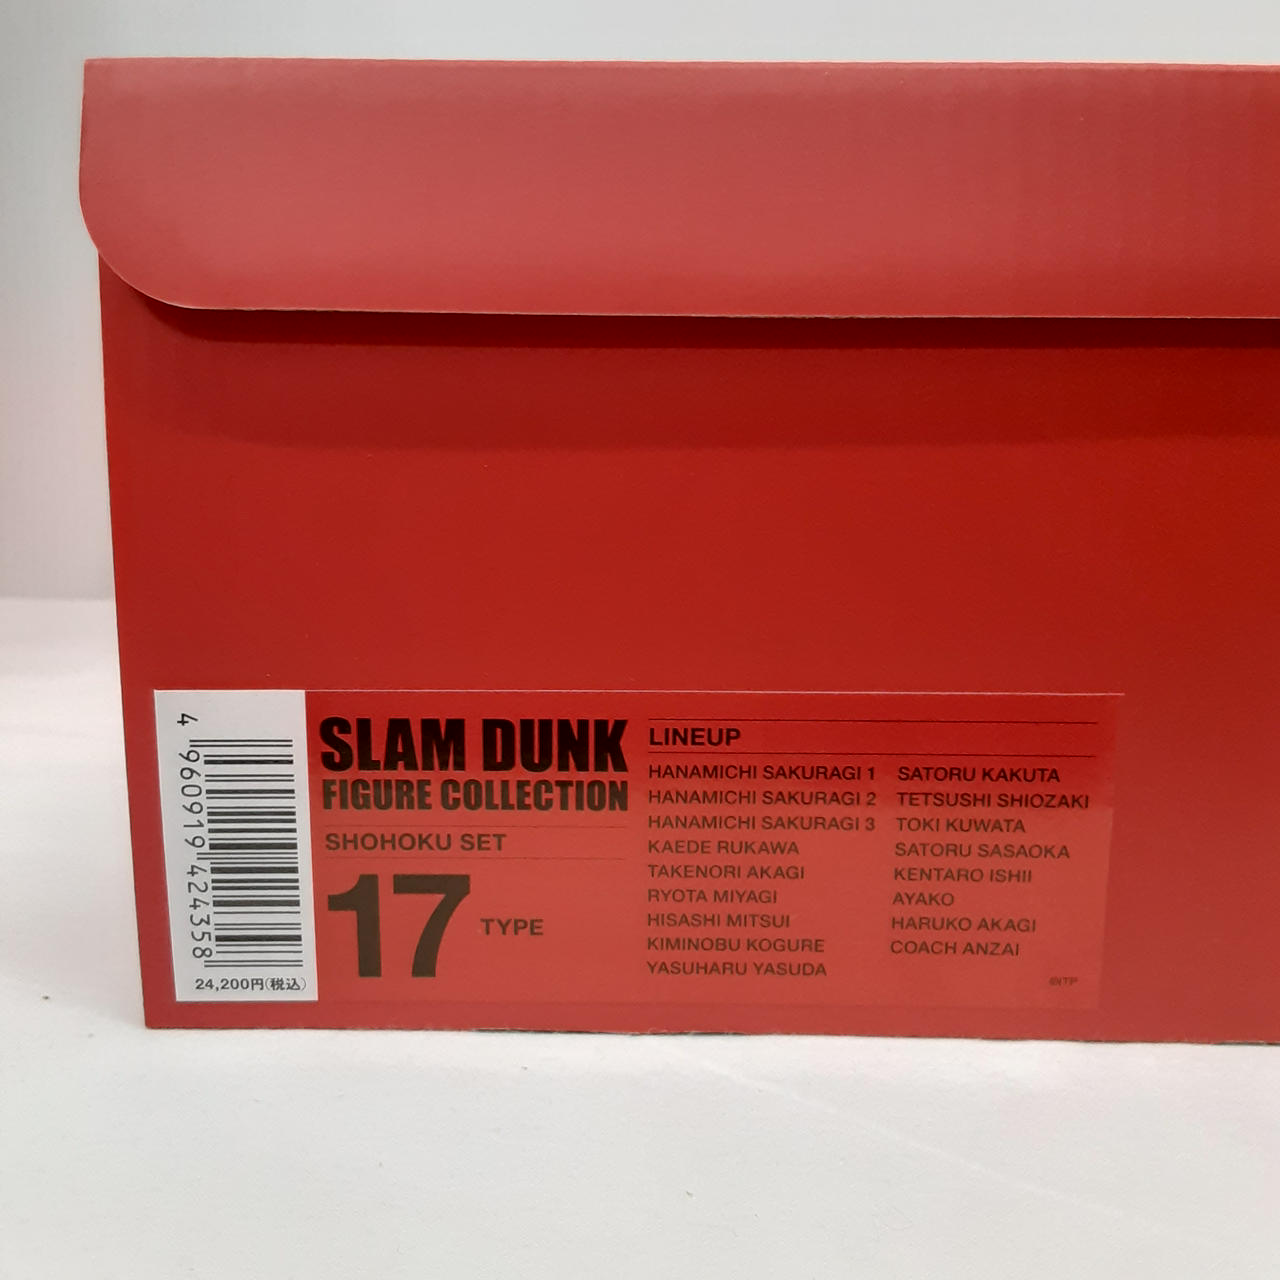 4 960919 424358
24,200円(税込)
SLAM DUNK
FIGURE COLLECTION
SHOHOKU SET
17 TYPE
LINEUP
HANAMICHI SAKURAGI 1
HANAMICHI SAKURAGI 2
HANAMICHI SAKURAGI 3
KAEDE RUKAWA
TAKENORI AKAGI
RYOTA MIYAGI
HISASHI MITSUI
KIMINOBU KOGURE
YASUHARU YASUDA
SATORU KAKUTA
TETSUSHI SHIOZAKI
TOKI KUWATA
SATORU SASAOKA
KENTARO ISHII
AYAKO
HARUKO AKAGI
COACH ANZAI
©ITP